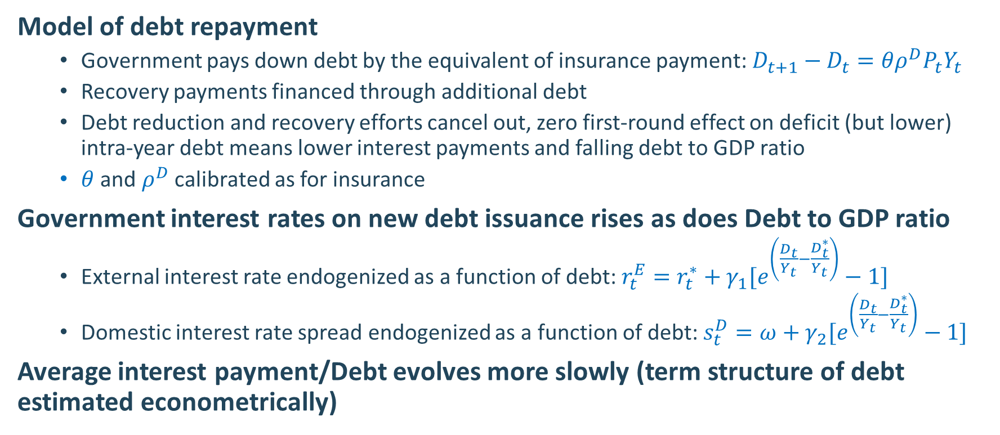 Model of debt repayment
• Government pays down debt by the equivalent of insurance payment: $D_{t+1} - D_t = \theta\rho^D P_t Y_t$
• Recovery payments financed through additional debt
• Debt reduction and recovery efforts cancel out, zero first-round effect on deficit (but lower)
intra-year debt means lower interest payments and falling debt to GDP ratio
• $\theta$ and $\rho^D$ calibrated as for insurance
Government interest rates on new debt issuance rises as does Debt to GDP ratio
• External interest rate endogenized as a function of debt: $r_t^E = r_t^* + \gamma_1[e^{\left(\frac{D_t}{Y_t}-\frac{D_t^*}{Y_t}\right)} - 1]$
• Domestic interest rate spread endogenized as a function of debt: $s_t^D = \omega + \gamma_2[e^{\left(\frac{D_t}{Y_t}-\frac{D_t^*}{Y_t}\right)} - 1]$
Average interest payment/Debt evolves more slowly (term structure of debt
estimated econometrically)